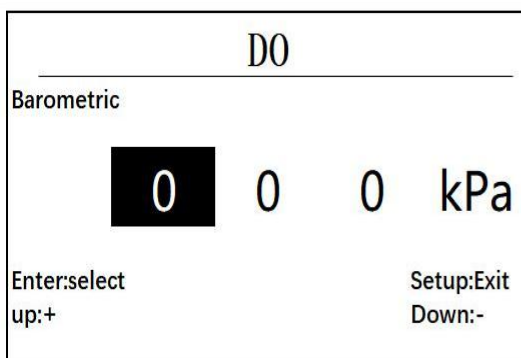 DO
Barometric
0 0 0 kPa
Enter:select Setup:Exit
up:+ Down:-